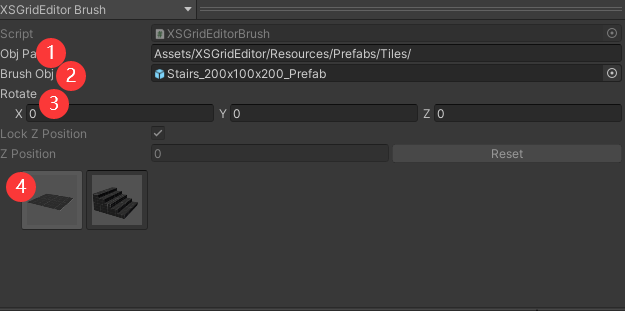 XSGridEditor Brush
Script XSGridEditorBrush
Obj Pa 1 Assets/XSGridEditor/Resources/Prefabs/Tiles/
Brush Obj 2 Stairs_200x100x200_Prefab
Rotate 3
X 0 Y 0 Z 0
Lock Z Position
Z Position 0 Reset
4